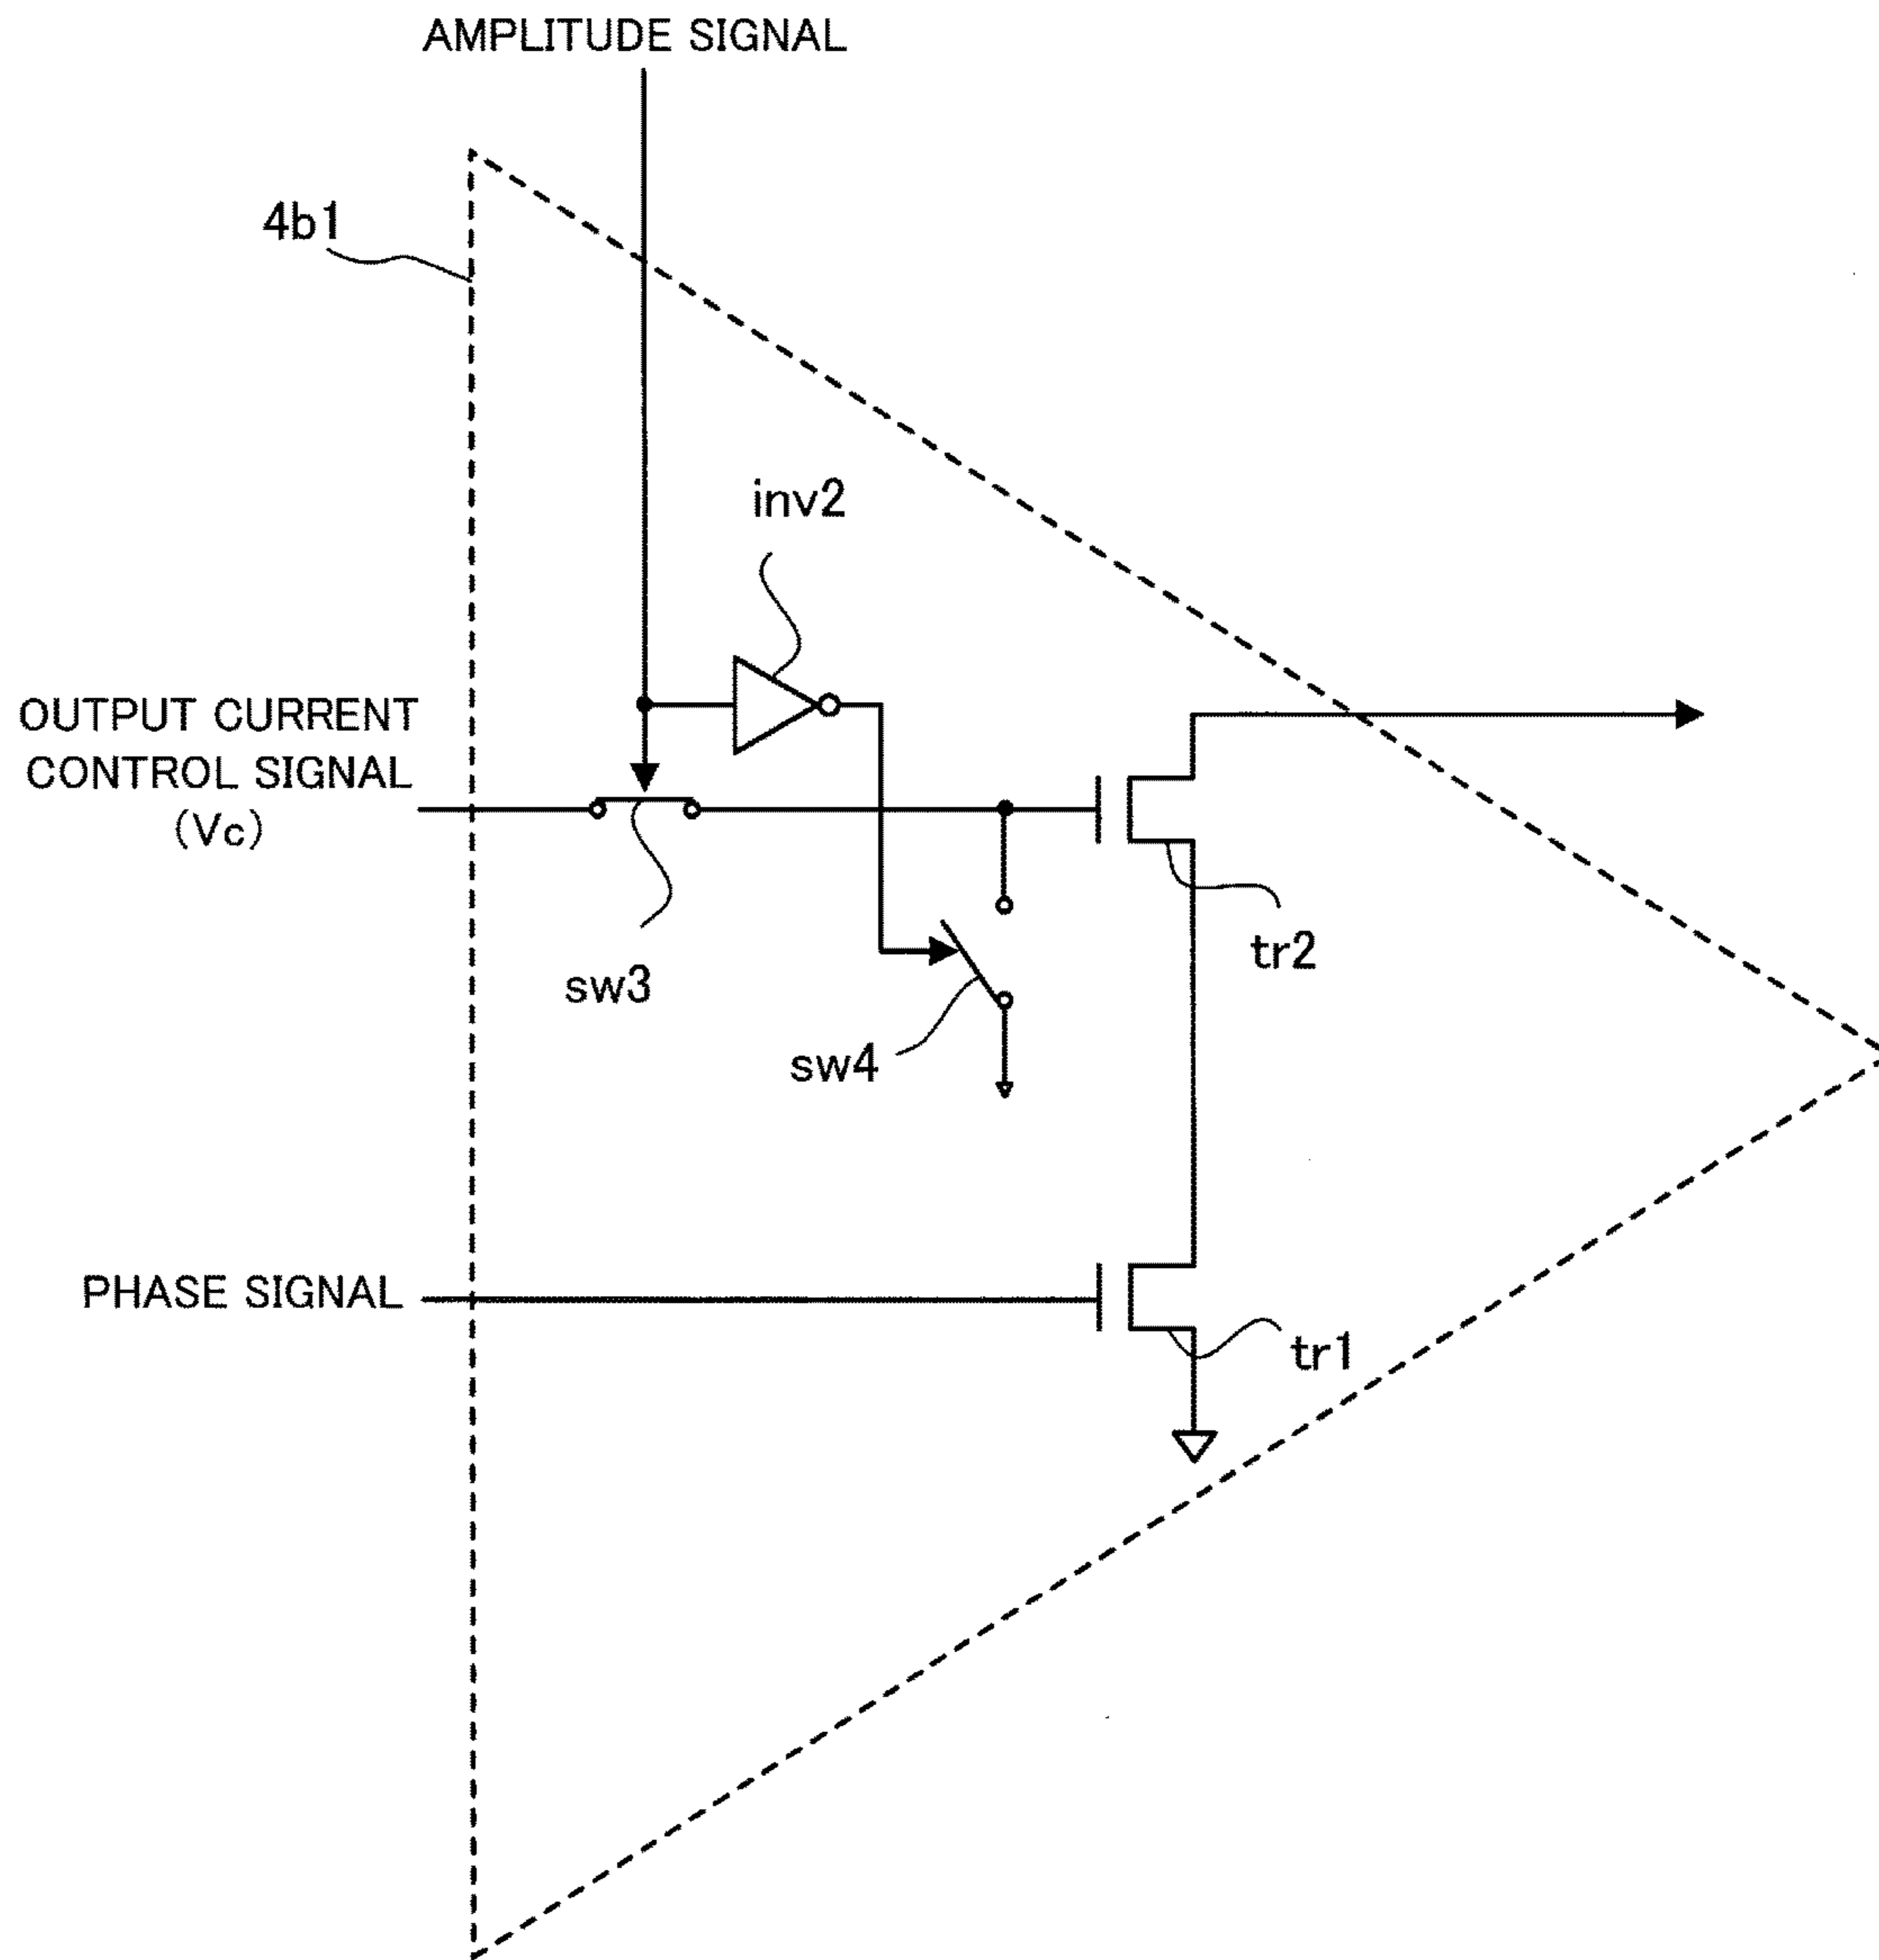 AMPLITUDE SIGNAL
4b1
inv2
OUTPUT CURRENT
CONTROL SIGNAL
(Vc)
sw3
tr2
sw4
PHASE SIGNAL
tr1